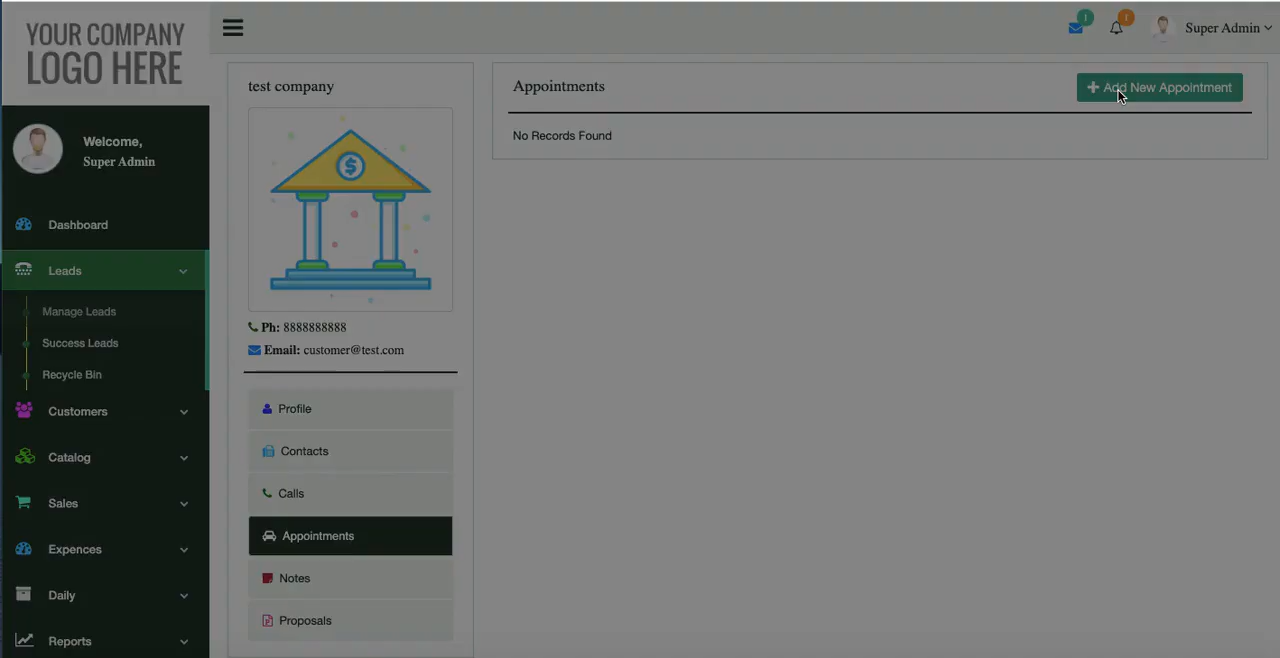 YOUR COMPANY
LOGO HERE
1
1
Super Admin
Welcome,
Super Admin
Dashboard
Leads
Manage Leads
Success Leads
Recycle Bin
Customers
Catalog
Sales
Expences
Daily
Reports
test company
$
Ph: 8888888888
Email: customer@test.com
Profile
Contacts
Calls
Appointments
Notes
Proposals
Appointments
Add New Appointment
No Records Found